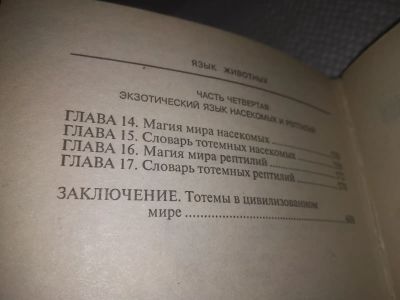 ЯЗЫК ЖИВОТНЫХ
ЧАСТЬ ЧЕТВЕРТАЯ
ЭКЗОТИЧЕСКИЙ ЯЗЫК НАСЕКОМЫХ И РЕПТИЛИЙ
ГЛАВА 14. Магия мира насекомых
ГЛАВА 15. Словарь тотемных насекомых
ГЛАВА 16. Магия мира рептилий
ГЛАВА 17. Словарь тотемных рептилий
ЗАКЛЮЧЕНИЕ. Тотемы в цивилизованном
мире